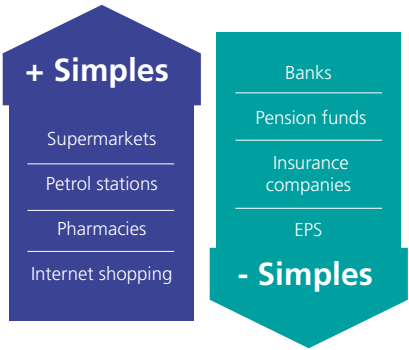 + Simples
Supermarkets
Petrol stations
Pharmacies
Internet shopping
Banks
Pension funds
Insurance
companies
EPS
- Simples